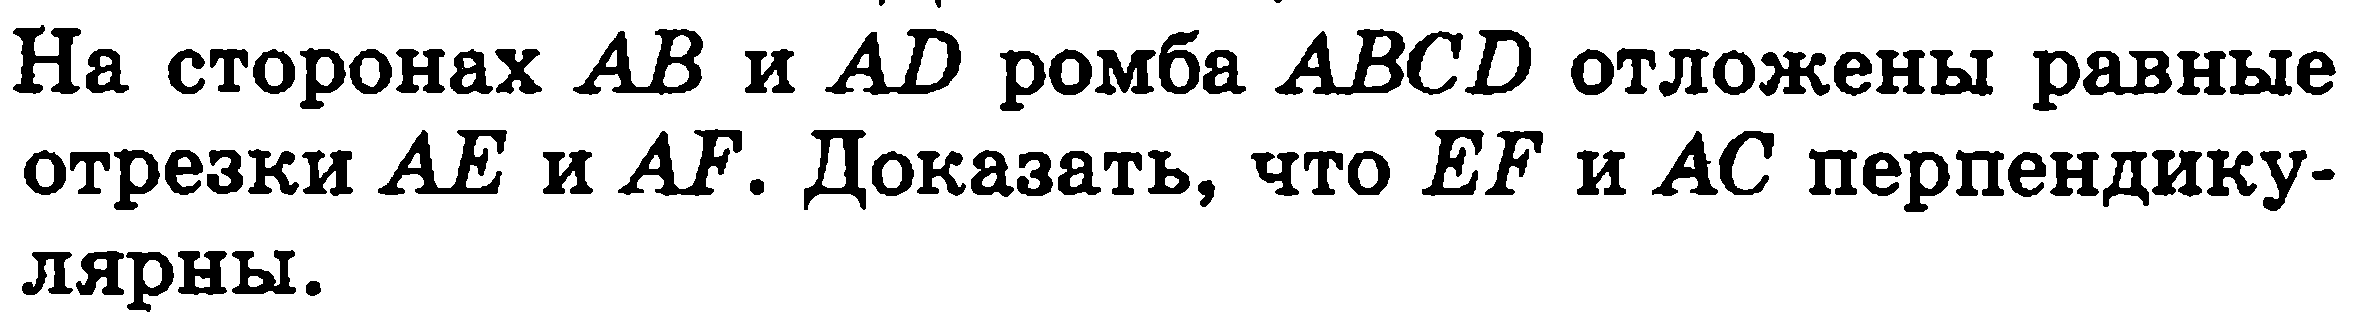 На сторонах AB и AD ромба ABCD отложены равные
отрезки AE и AF. Доказать, что EF и AC перпендику-
лярны.